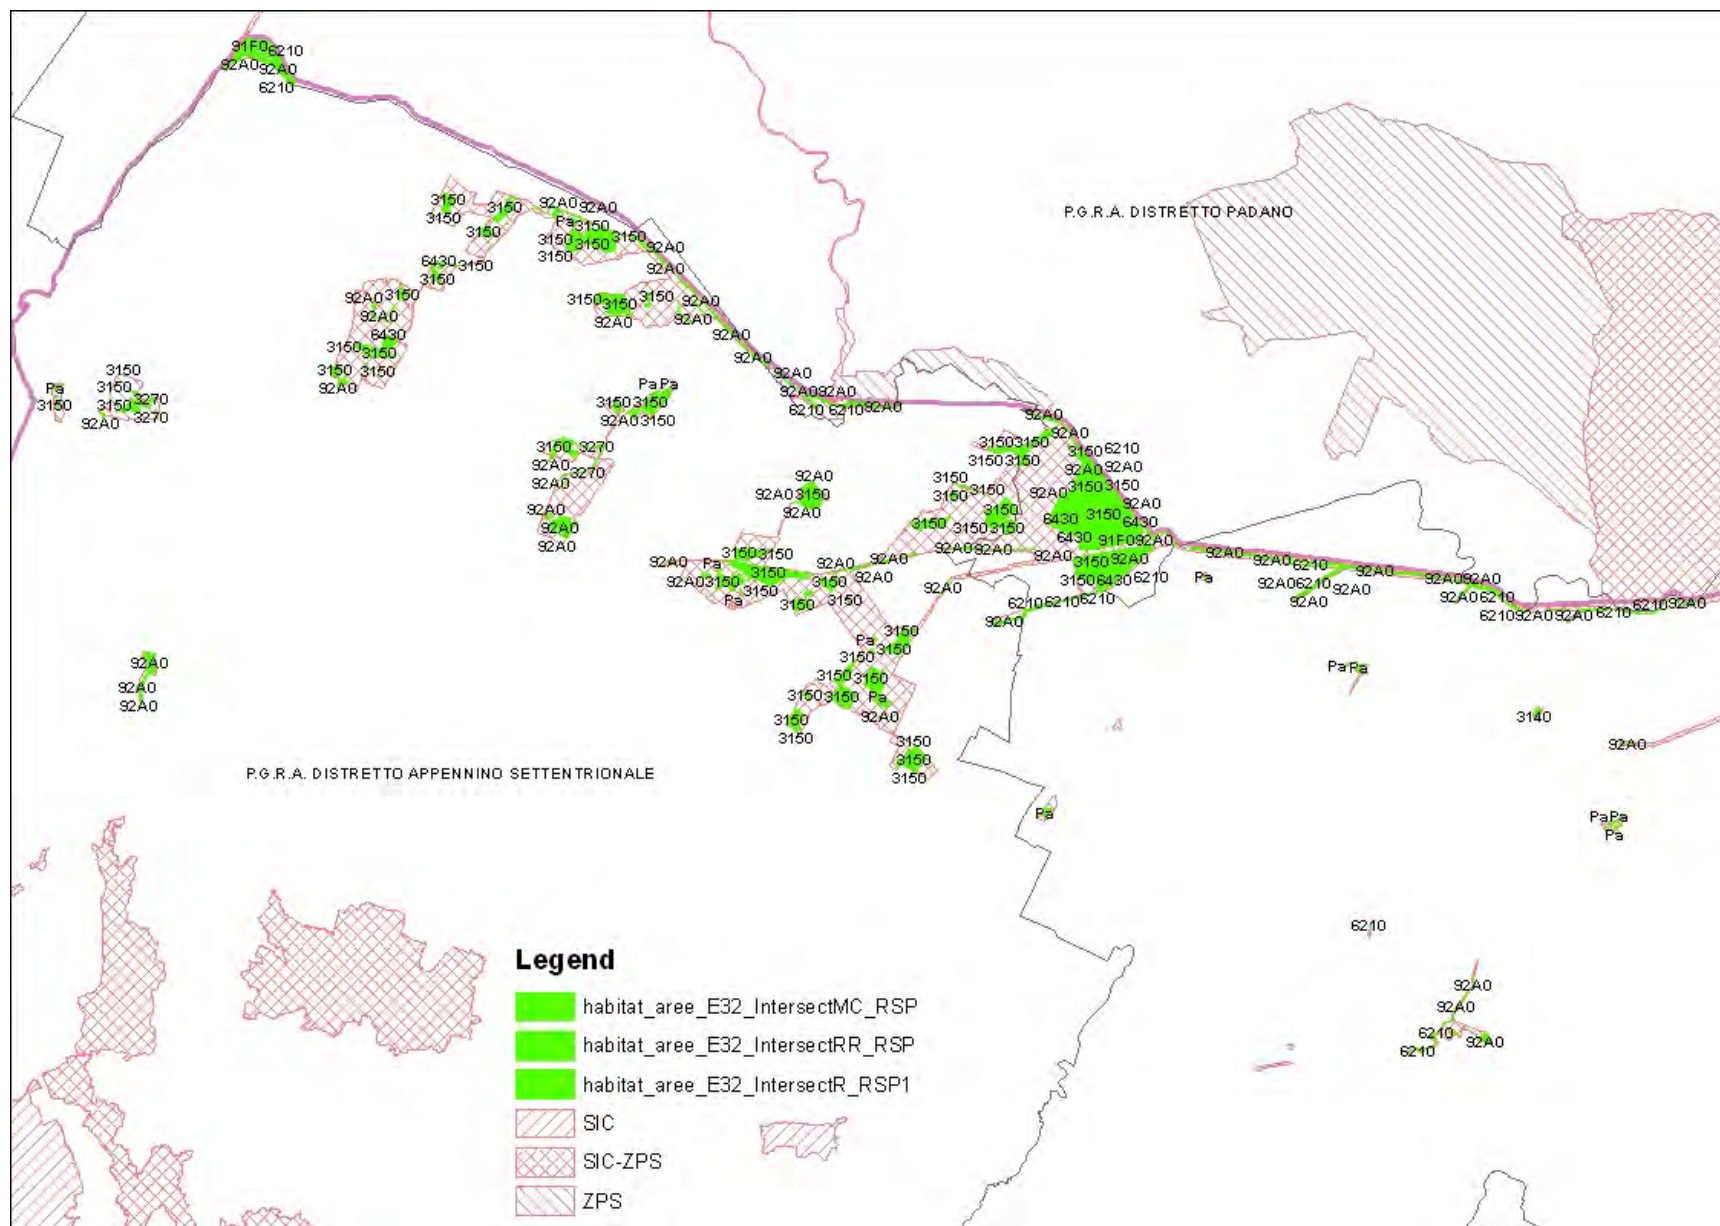 91F0 6210
92A0 92A0
6210
P.G.R.A. DISTRETTO PADANO
3150 3150
3150
3150
92A0 92A0
Pa 3150
3150 3150 3150
3150
92A0
92A0
6430 3150
3150
92A0 3150
92A0
6430
3150 3150
3150 3150
92A0
3150 3150 3150
92A0
92A0
92A0
92A0
92A0
92A0
92A0 92A0
6210 6210 92A0
3150
3150
3150 3270
92A0 3270
Pa
3150
Pa Pa
3150 3150
92A0 3150
3150 3270
92A0 3270
92A0
92A0
92A0
92A0
92A0
92A0 3150
92A0
92A0
92A0
3150 3150
3150 3150
3150 6210
92A0 92A0
3150 3150
92A0 92A0
3150
3150 3150
3150
3150 3150 3150
6430 3150 6430
6430 91F0 92A0
92A0 92A0 92A0
3150 92A0
3150 6430 6210
92A0 92A0
92A0
92A0 Pa 3150 3150
92A0 3150 3150
Pa 3150
3150 3150
3150
6210 6210 6210
92A0
Pa
92A0 92A0 6210 92A0 92A0 92A0
92A0 6210 92A0 92A0 6210
92A0
6210 92A0 92A0 6210 6210 92A0
Pa 3150
3150
3150
3150 3150
3150 3150 Pa
92A0
3150
3150
3150
3150
3150
92A0
92A0
92A0
Pa Pa
3140
92A0
P.G.R.A. DISTRETTO APPENNINO SETTENTRIONALE
Pa
Pa Pa
Pa
6210
92A0
92A0
6210 92A0
6210
Legend
habitat_aree_E32_IntersectMC_RSP
habitat_aree_E32_IntersectRR_RSP
habitat_aree_E32_IntersectR_RSP1
SIC
SIC-ZPS
ZPS